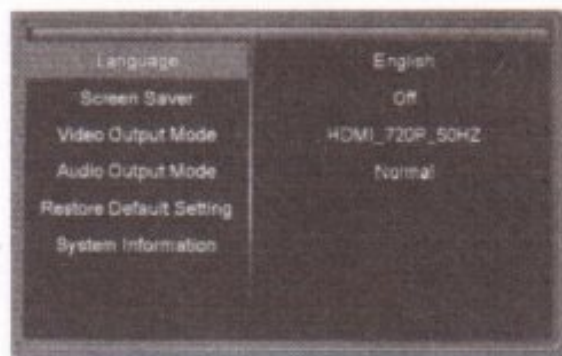 Language English
Screen Saver Off
Video Output Mode HDMI_720P_50HZ
Audio Output Mode Normal
Restore Default Setting
System Information